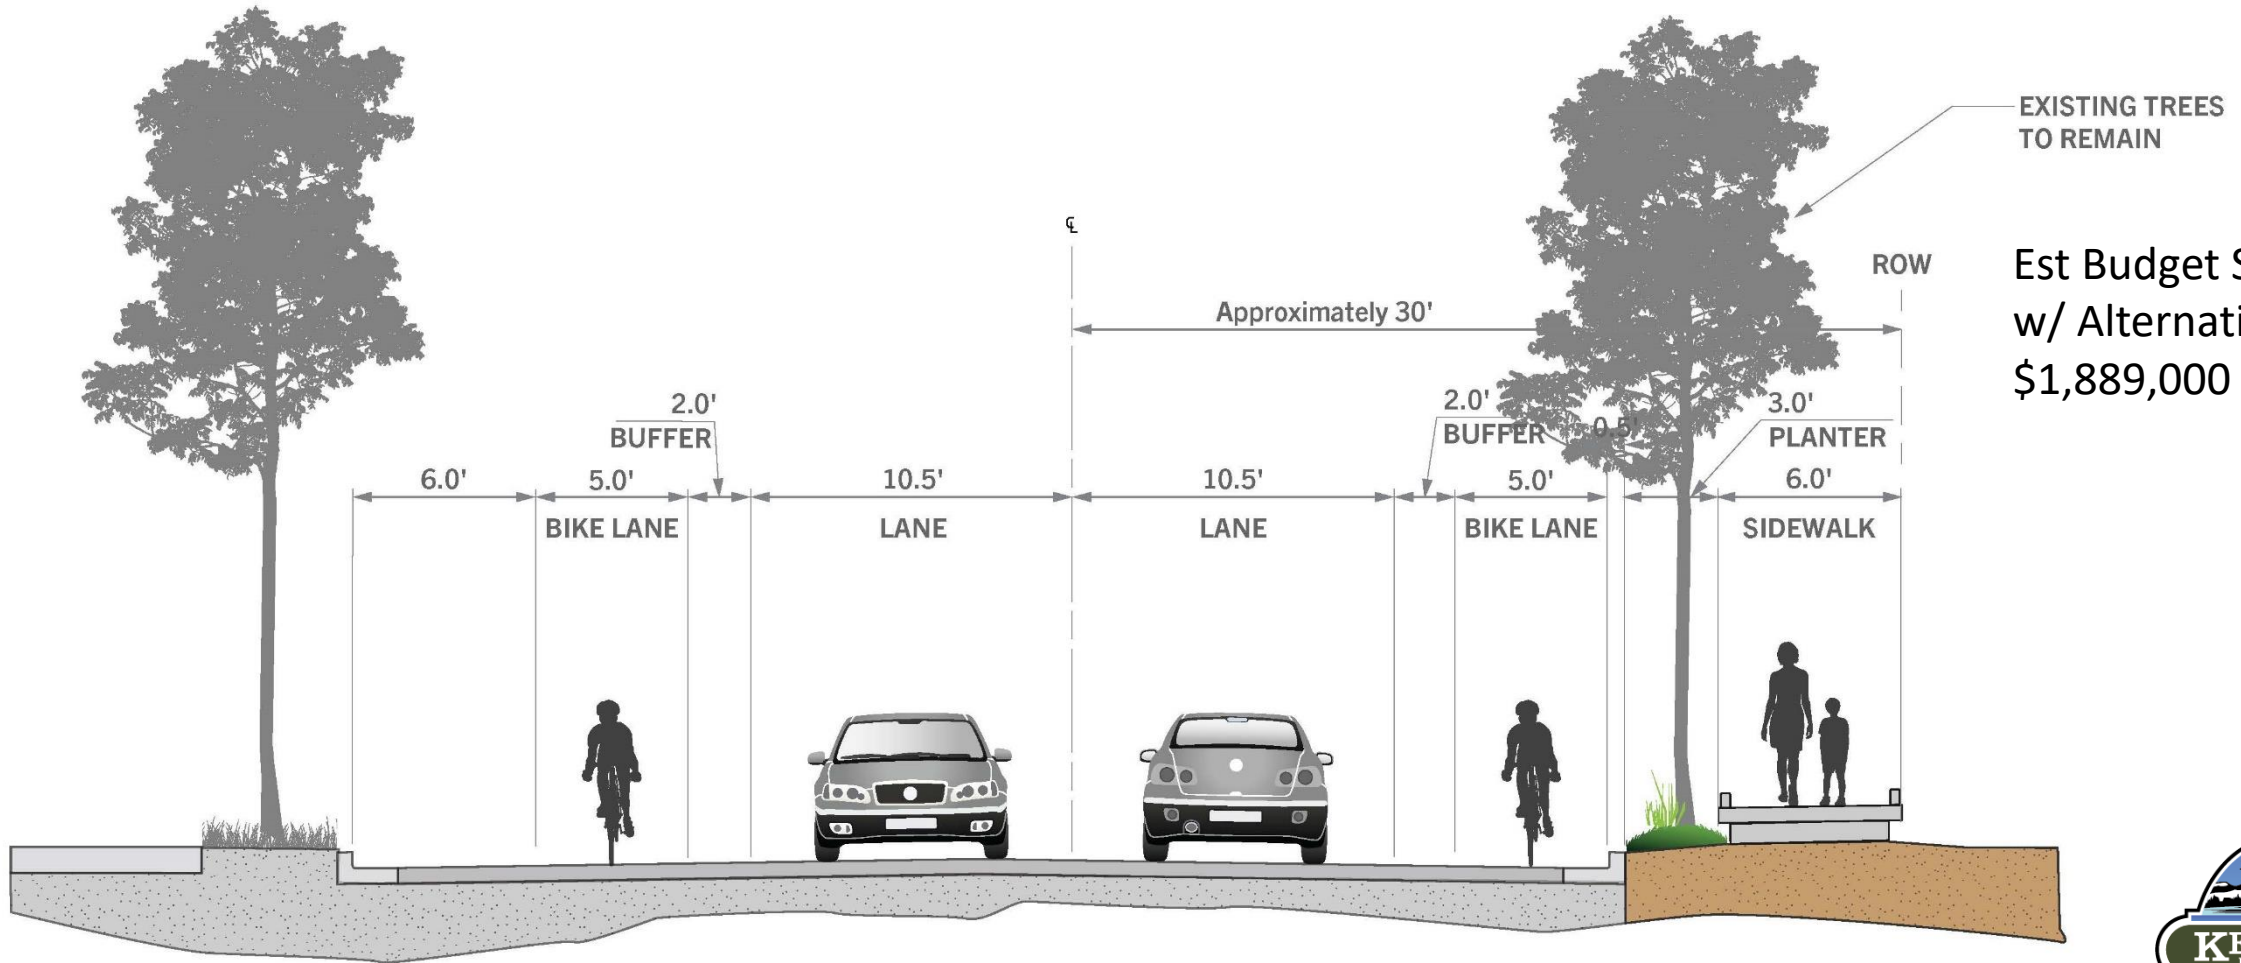 EXISTING TREES
TO REMAIN
℄
ROW
Est Budget
w/
$1,889,000
Approximately 30'
2.0'
BUFFER
2.0'
BUFFER
0.5'
3.0'
PLANTER
6.0'
5.0'
10.5'
10.5'
5.0'
6.0'
BIKE LANE
LANE
LANE
BIKE LANE
SIDEWALK